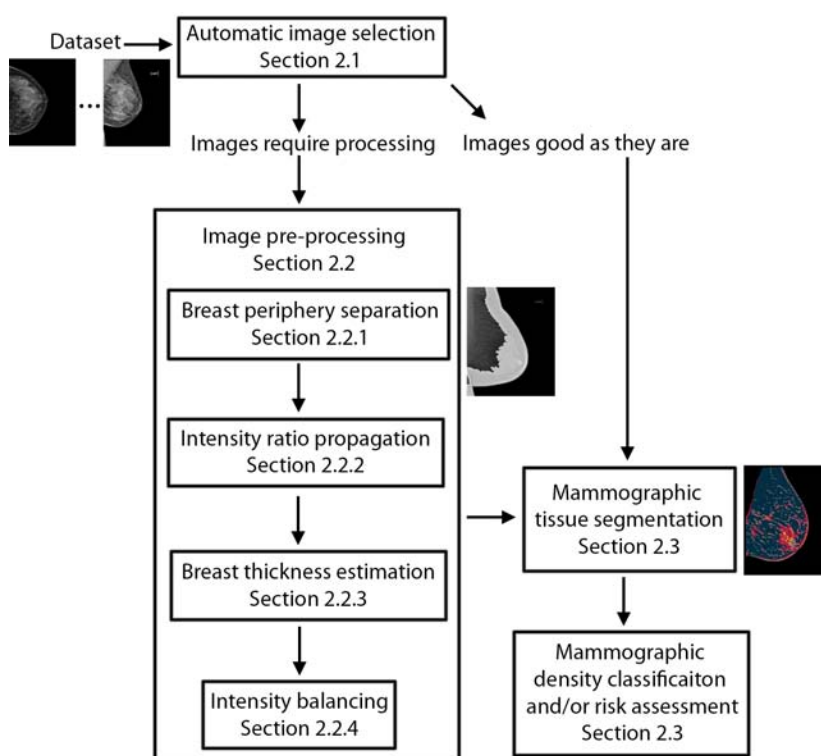 Dataset
Automatic image selection
Section 2.1
Images require processing
Images good as they are
Image pre-processing
Section 2.2
Breast periphery separation
Section 2.2.1
Intensity ratio propagation
Section 2.2.2
Breast thickness estimation
Section 2.2.3
Intensity balancing
Section 2.2.4
Mammographic
tissue segmentation
Section 2.3
Mammographic
density classificaiton
and/or risk assessment
Section 2.3